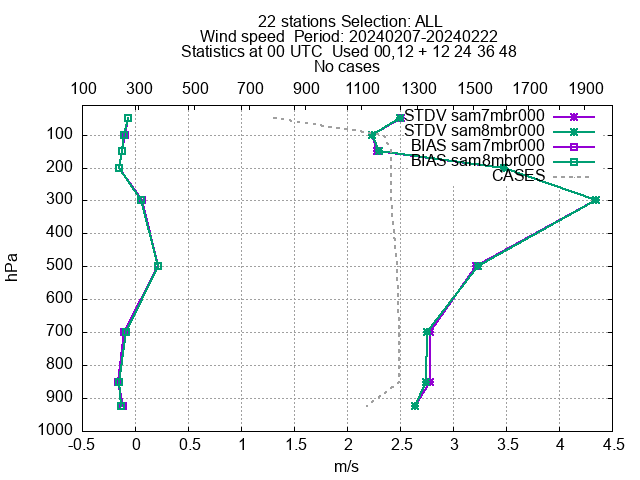 22 stations Selection: ALL
Wind speed  Period: 20240207-20240222
Statistics at 00 UTC  Used 00,12 + 12 24 36 48
No cases
100 300 500 700 900 1100 1300 1500 1700 1900
STDV sam7mbr000
STDV sam8mbr000
BIAS sam7mbr000
BIAS sam8mbr000
CASES
100
200
300
400
500
600
700
800
900
1000
hPa
-0.5 0 0.5 1 1.5 2 2.5 3 3.5 4 4.5
m/s